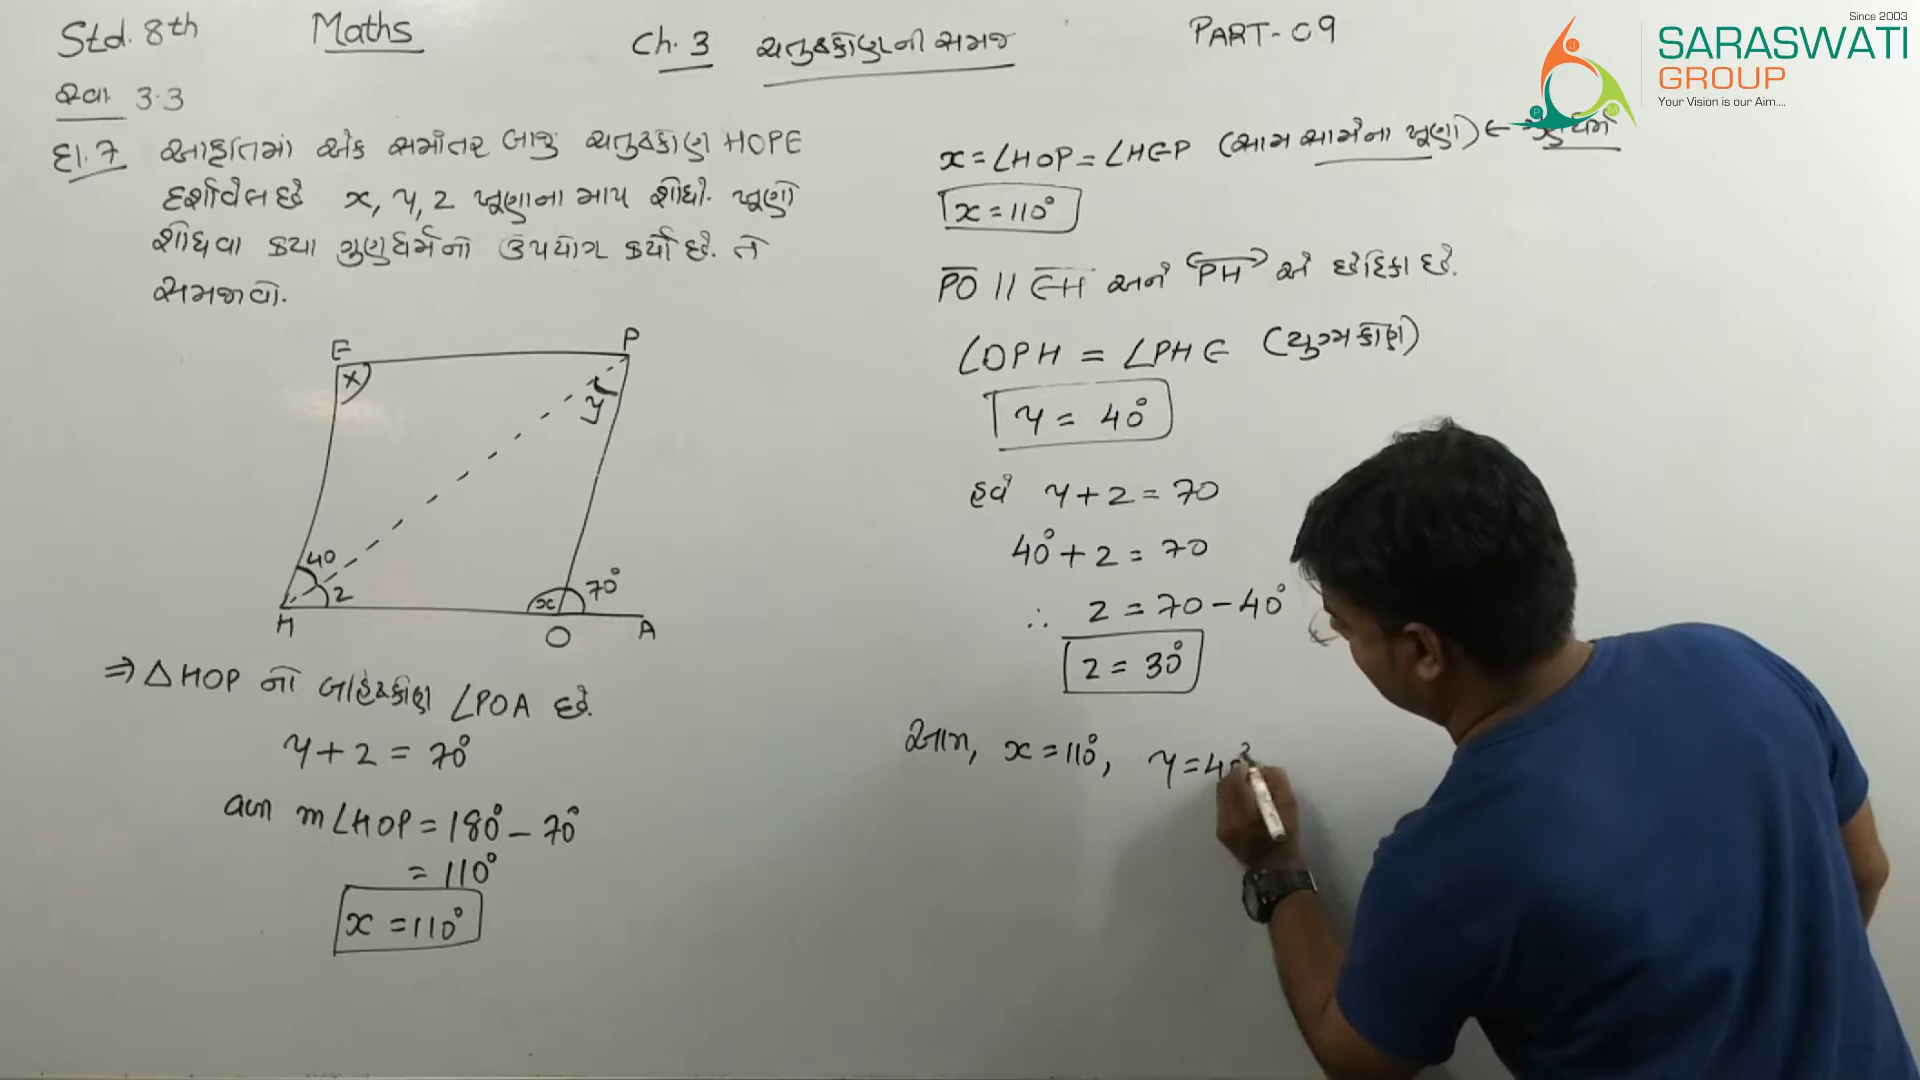 Std. 8th Maths Ch. 3 ચતુષ્કોણની સમજ PART-09
Since 2003
SARASWATI
GROUP
Your Vision is our Aim....
J
P
M
સ્વા. 3.3
દા.7 આકૃતિમાં એક સમાંતર બાજુ ચતુષ્કોણ HOPE
દર્શાવેલ છે x, y, z ખૂણાના માપ શોધો. ખૂણો
શોધવા કયા ગુણધર્મનો ઉપયોગ કર્યો છે. તે
સમજાવો.
E P
x y
40
z x 70°
H O A
⇒ △HOP નો બહિષ્કોણ ∠POA છે.
y + z = 70°
વળી m∠HOP = 180° - 70°
= 110°
x = 110°
x = ∠HOP = ∠HEP (સામ સામેના ખૂણા) ←
x = 110°
PO || EH અને PH એ છેદિકા છે.
∠OPH = ∠PHE (યુગ્મકોણ)
y = 40°
હવે y + z = 70
40° + z = 70
∴ z = 70 - 40°
z = 30°
આમ, x = 110°, y = 40°